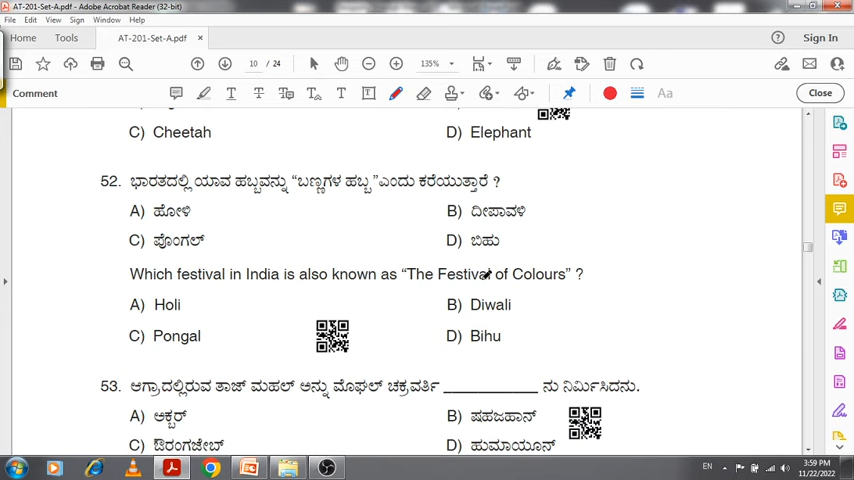 AT-201-Set-A.pdf - Adobe Acrobat Reader (32-bit)
File Edit View Sign Window Help
Home Tools AT-201-Set-A.pdf × Sign In
10 / 24 135%
Comment Aa Close
C) Cheetah D) Elephant
52. ಭಾರತದಲ್ಲಿ ಯಾವ ಹಬ್ಬವನ್ನು “ಬಣ್ಣಗಳ ಹಬ್ಬ ”ಎಂದು ಕರೆಯುತ್ತಾರೆ ?
A) ಹೋಳಿ B) ದೀಪಾವಳಿ
C) ಪೊಂಗಲ್ D) ಬಿಹು
Which festival in India is also known as “The Festival of Colours” ?
A) Holi B) Diwali
C) Pongal D) Bihu
53. ಆಗ್ರಾದಲ್ಲಿರುವ ತಾಜ್ ಮಹಲ್ ಅನ್ನು ಮೊಘಲ್ ಚಕ್ರವರ್ತಿ ____________ ನು ನಿರ್ಮಿಸಿದನು.
A) ಅಕ್ಬರ್ B) ಷಹಜಹಾನ್
C) ಔರಂಗಜೇಬ್ D) ಹುಮಾಯೂನ್
EN 3:59 PM
11/22/2022